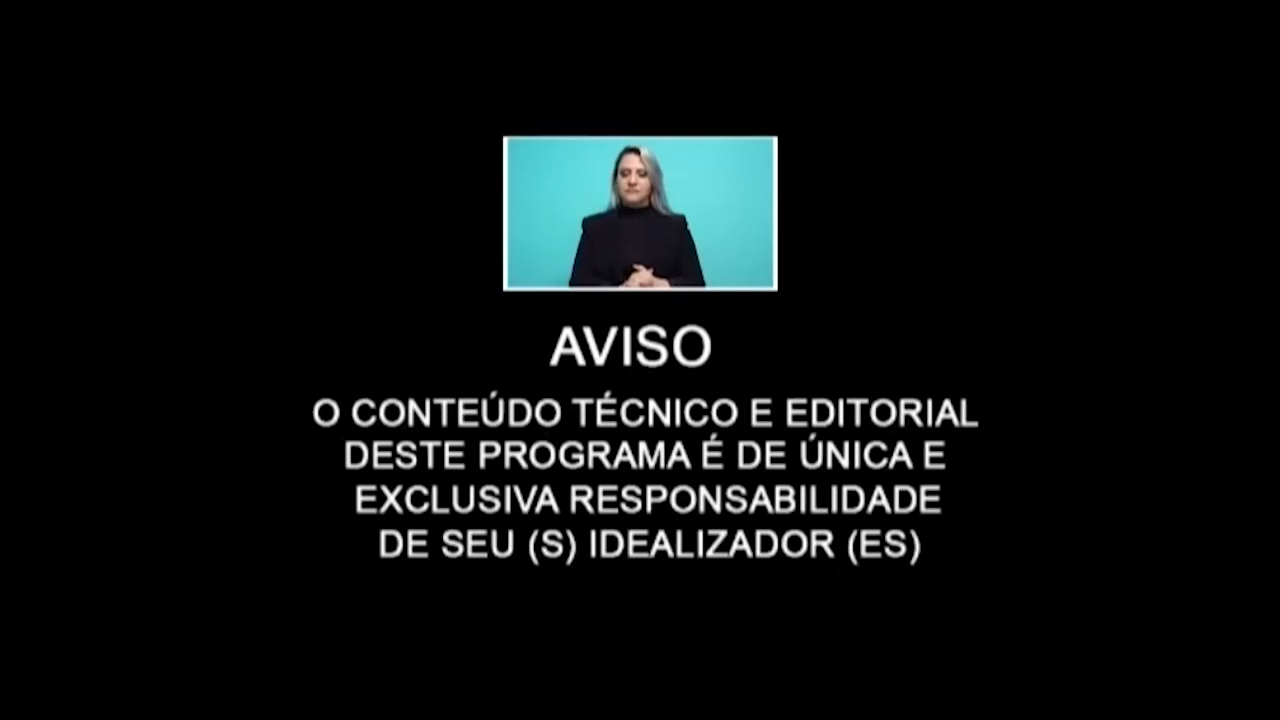 AVISO
O CONTEÚDO TÉCNICO E EDITORIAL
DESTE PROGRAMA É DE ÚNICA E
EXCLUSIVA RESPONSABILIDADE
DE SEU (S) IDEALIZADOR (ES)